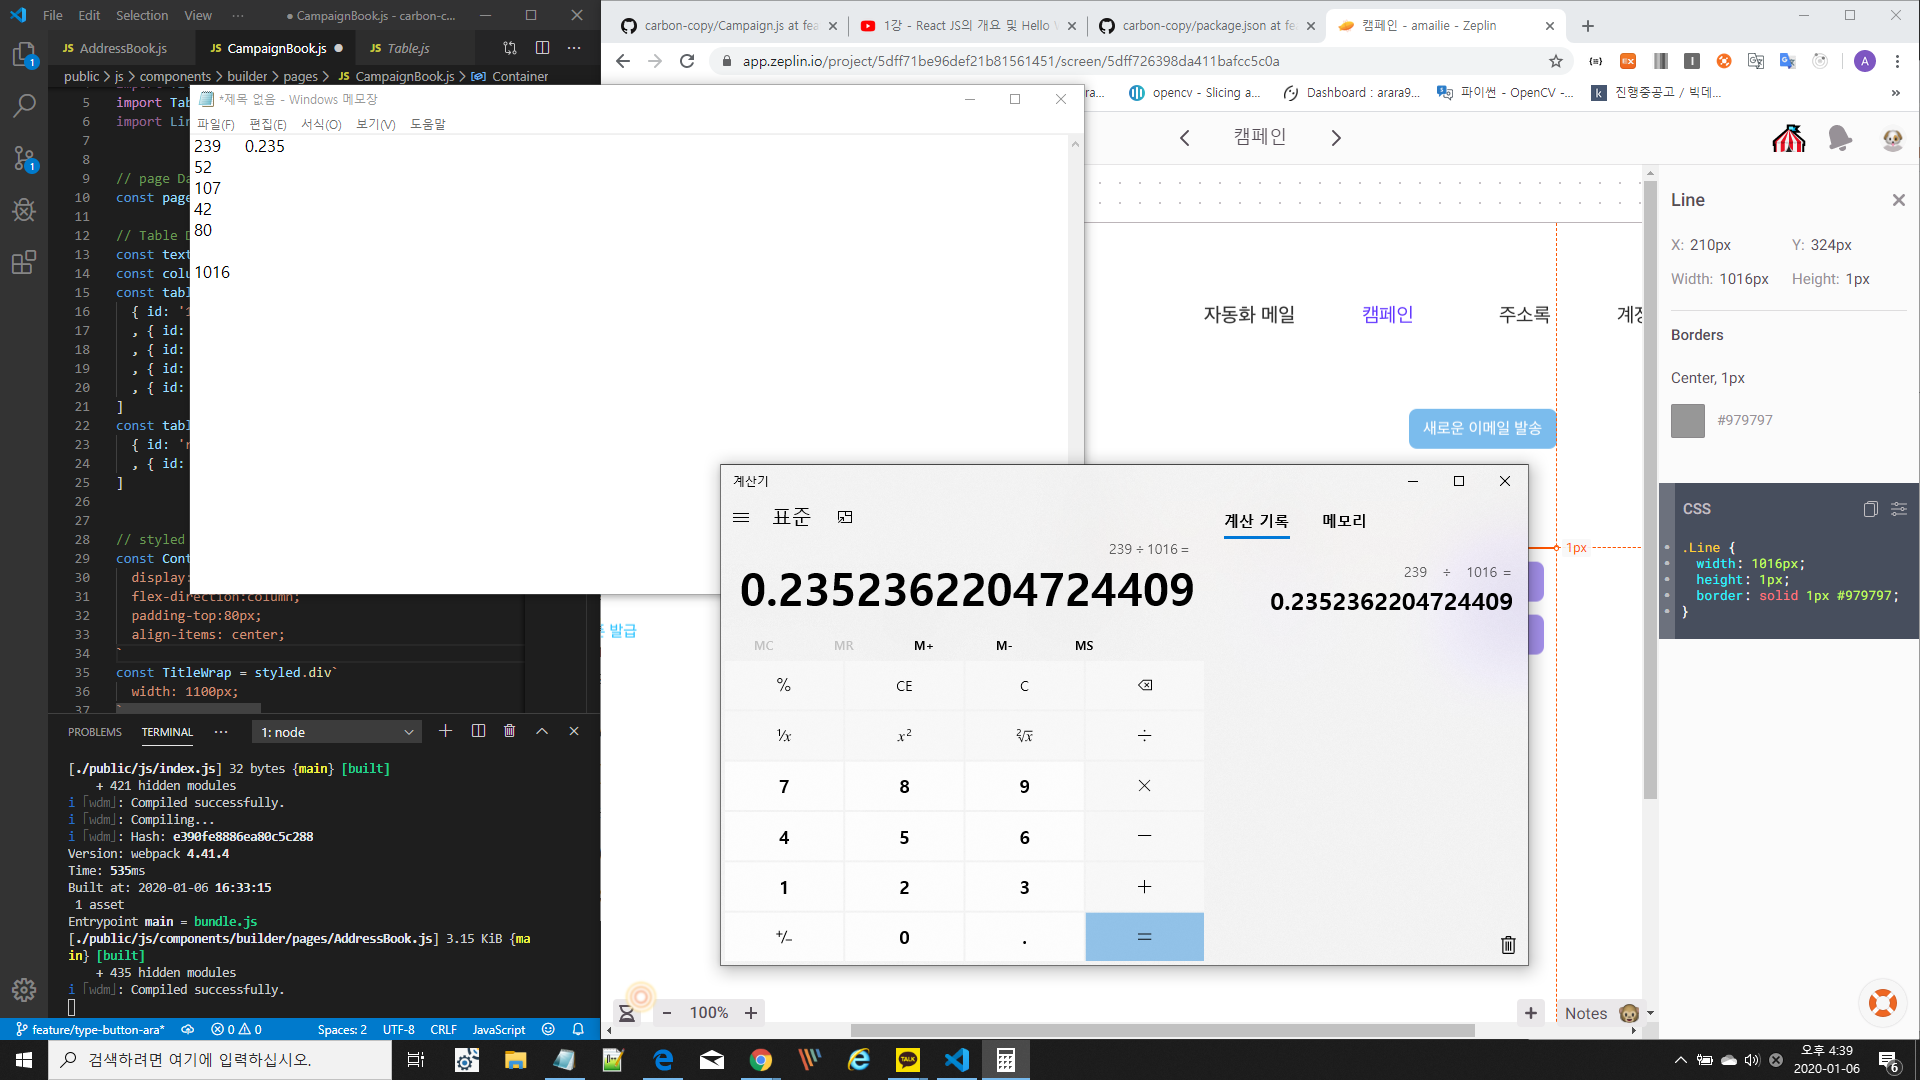 File Edit Selection View ··· ● CampaignBook.js - carbon-c...
JS AddressBook.js JS CampaignBook.js ● JS Table.js ···
public > js > components > builder > pages > JS CampaignBook.js > Container
5 import Tab
6 import Lin
7
8
9 // page Da
10 const page
11
12 // Table D
13 const text
14 const colu
15 const tabl
16 { id: '1
17 , { id:
18 , { id:
19 , { id:
20 , { id:
21 ]
22 const tabl
23 { id: 'r
24 , { id:
25 ]
26
27
28 // styled
29 const Cont
30 display:
31 flex-direction:column;
32 padding-top:80px;
33 align-items: center;
34 `
35 const TitleWrap = styled.div`
36 width: 1100px;
37 `
PROBLEMS TERMINAL ··· 1: node
[./public/js/index.js] 32 bytes {main} [built]
+ 421 hidden modules
i ｢wdm｣: Compiled successfully.
i ｢wdm｣: Compiling...
i ｢wdm｣: Hash: e390fe8886ea80c5c288
Version: webpack 4.41.4
Time: 535ms
Built at: 2020-01-06 16:33:15
1 asset
Entrypoint main = bundle.js
[./public/js/components/builder/pages/AddressBook.js] 3.15 KiB {ma
in} [built]
+ 435 hidden modules
i ｢wdm｣: Compiled successfully.
feature/type-button-ara* 0 0 Spaces: 2 UTF-8 CRLF JavaScript
*제목 없음 - Windows 메모장
파일(F) 편집(E) 서식(O) 보기(V) 도움말
239 0.235
52
107
42
80
1016
carbon-copy/Campaign.js at fea 1강 - React JS의 개요 및 Hello carbon-copy/package.json at fe 캠페인 - amailie - Zeplin
app.zeplin.io/project/5dff71be96def21b81561451/screen/5dff726398da411bafcc5c0a
ra... opencv - Slicing a... Dashboard : arara9... 파이썬 - OpenCV -... 진행중공고 / 빅데... »
캠페인
자동화 메일 캠페인 주소록 계정
새로운 이메일 발송
1px
발급
Line
X: 210px Y: 324px
Width: 1016px Height: 1px
Borders
Center, 1px
#979797
CSS
.Line {
width: 1016px;
height: 1px;
border: solid 1px #979797;
}
계산기
표준 계산 기록 메모리
239 ÷ 1016 =
0.2352362204724409
239 ÷ 1016 =
0.2352362204724409
MC MR M+ M- MS
% CE C
⅟x x² ²√x ÷
7 8 9 ×
4 5 6 −
1 2 3 +
+/− 0 . =
− 100% + + Notes
검색하려면 여기에 입력하십시오.
TALK
오후 4:39
2020-01-06
6